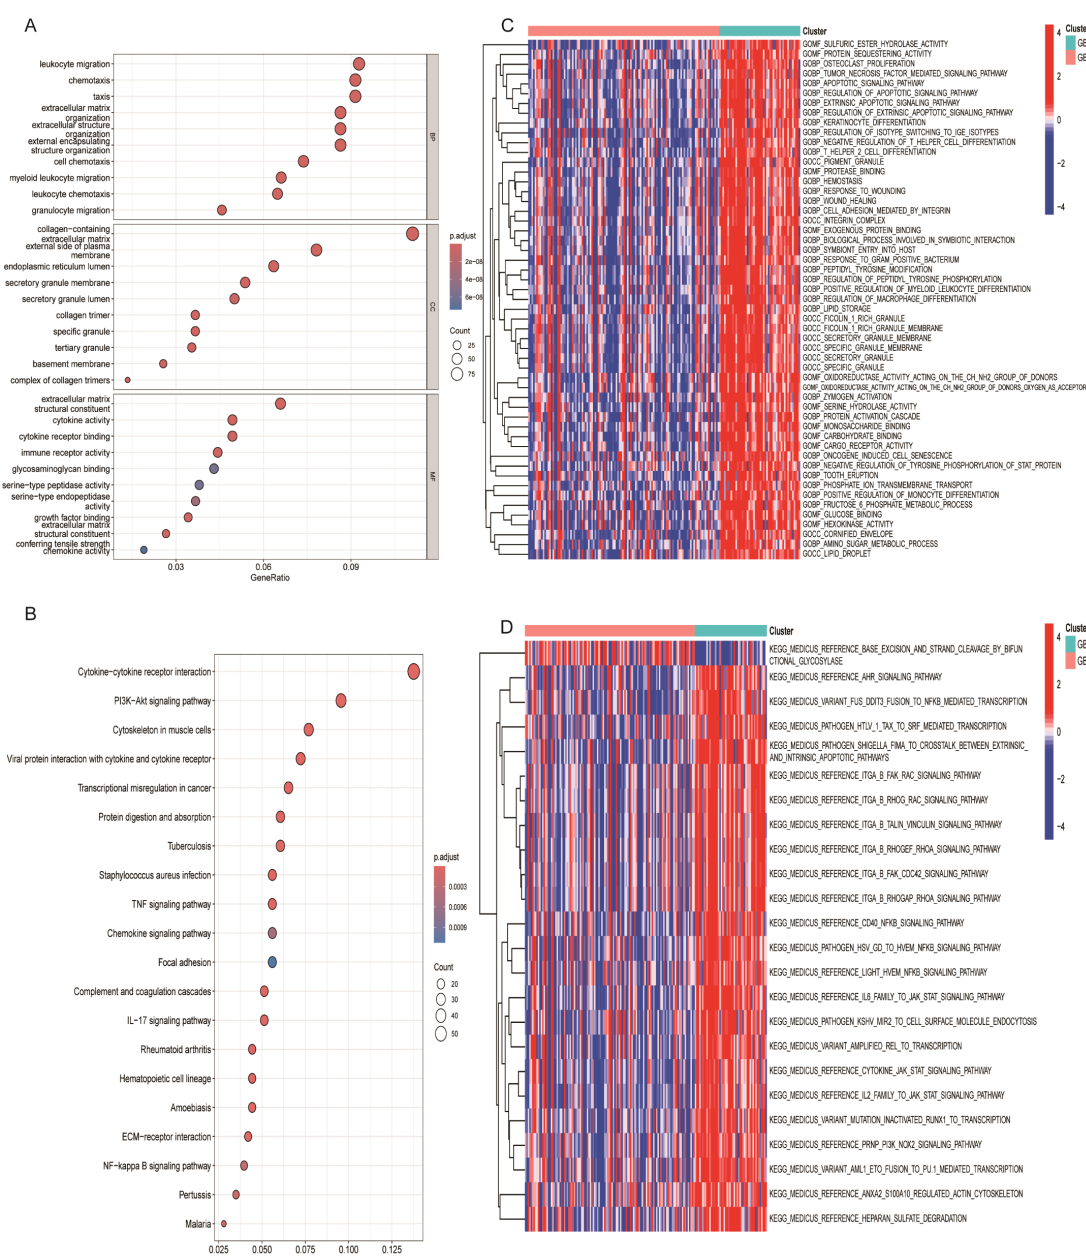 A
leukocyte migration
chemotaxis
taxis
extracellular matrix
organization
extracellular structure
organization
external encapsulating
structure organization
cell chemotaxis
myeloid leukocyte migration
leukocyte chemotaxis
granulocyte migration
BP
collagen-containing
extracellular matrix
external side of plasma
membrane
endoplasmic reticulum lumen
secretory granule membrane
secretory granule lumen
collagen trimer
specific granule
tertiary granule
basement membrane
complex of collagen trimers
CC
extracellular matrix
structural constituent
cytokine activity
cytokine receptor binding
immune receptor activity
glycosaminoglycan binding
serine-type peptidase activity
serine-type endopeptidase
activity
growth factor binding
extracellular matrix
structural constituent
conferring tensile strength
chemokine activity
MF
0.03 0.06 0.09
GeneRatio
p.adjust
2e-08
4e-08
6e-08
Count
25
50
75
C
Cluster
GOMF_SULFURIC_ESTER_HYDROLASE_ACTIVITY
GOMF_PROTEIN_SEQUESTERING_ACTIVITY
GOBP_OSTEOCLAST_PROLIFERATION
GOBP_TUMOR_NECROSIS_FACTOR_MEDIATED_SIGNALING_PATHWAY
GOBP_APOPTOTIC_SIGNALING_PATHWAY
GOBP_REGULATION_OF_APOPTOTIC_SIGNALING_PATHWAY
GOBP_EXTRINSIC_APOPTOTIC_SIGNALING_PATHWAY
GOBP_REGULATION_OF_EXTRINSIC_APOPTOTIC_SIGNALING_PATHWAY
GOBP_KERATINOCYTE_DIFFERENTIATION
GOBP_REGULATION_OF_ISOTYPE_SWITCHING_TO_IGE_ISOTYPES
GOBP_NEGATIVE_REGULATION_OF_T_HELPER_CELL_DIFFERENTIATION
GOBP_T_HELPER_2_CELL_DIFFERENTIATION
GOCC_PIGMENT_GRANULE
GOMF_PROTEASE_BINDING
GOBP_HEMOSTASIS
GOBP_RESPONSE_TO_WOUNDING
GOBP_WOUND_HEALING
GOBP_CELL_ADHESION_MEDIATED_BY_INTEGRIN
GOCC_INTEGRIN_COMPLEX
GOMF_EXOGENOUS_PROTEIN_BINDING
GOBP_BIOLOGICAL_PROCESS_INVOLVED_IN_SYMBIOTIC_INTERACTION
GOBP_SYMBIONT_ENTRY_INTO_HOST
GOBP_RESPONSE_TO_GRAM_POSITIVE_BACTERIUM
GOBP_PEPTIDYL_TYROSINE_MODIFICATION
GOBP_REGULATION_OF_PEPTIDYL_TYROSINE_PHOSPHORYLATION
GOBP_POSITIVE_REGULATION_OF_MYELOID_LEUKOCYTE_DIFFERENTIATION
GOBP_REGULATION_OF_MACROPHAGE_DIFFERENTIATION
GOBP_LIPID_STORAGE
GOCC_FICOLIN_1_RICH_GRANULE
GOCC_FICOLIN_1_RICH_GRANULE_MEMBRANE
GOCC_SECRETORY_GRANULE_MEMBRANE
GOCC_SPECIFIC_GRANULE_MEMBRANE
GOCC_SECRETORY_GRANULE
GOCC_SPECIFIC_GRANULE
GOMF_OXIDOREDUCTASE_ACTIVITY_ACTING_ON_THE_CH_NH2_GROUP_OF_DONORS
GOMF_OXIDOREDUCTASE_ACTIVITY_ACTING_ON_THE_CH_NH2_GROUP_OF_DONORS_OXYGEN_AS_ACCEPTOR
GOBP_ZYMOGEN_ACTIVATION
GOMF_SERINE_HYDROLASE_ACTIVITY
GOBP_PROTEIN_ACTIVATION_CASCADE
GOMF_MONOSACCHARIDE_BINDING
GOMF_CARBOHYDRATE_BINDING
GOMF_CARGO_RECEPTOR_ACTIVITY
GOBP_ONCOGENE_INDUCED_CELL_SENESCENCE
GOBP_NEGATIVE_REGULATION_OF_TYROSINE_PHOSPHORYLATION_OF_STAT_PROTEIN
GOBP_TOOTH_ERUPTION
GOBP_PHOSPHATE_ION_TRANSMEMBRANE_TRANSPORT
GOBP_POSITIVE_REGULATION_OF_MONOCYTE_DIFFERENTIATION
GOBP_FRUCTOSE_6_PHOSPHATE_METABOLIC_PROCESS
GOMF_GLUCOSE_BINDING
GOMF_HEXOKINASE_ACTIVITY
GOCC_CORNIFIED_ENVELOPE
GOBP_AMINO_SUGAR_METABOLIC_PROCESS
GOCC_LIPID_DROPLET
4
2
0
−2
−4
Cluste
GE
GE
B
Cytokine−cytokine receptor interaction
PI3K−Akt signaling pathway
Cytoskeleton in muscle cells
Viral protein interaction with cytokine and cytokine receptor
Transcriptional misregulation in cancer
Protein digestion and absorption
Tuberculosis
Staphylococcus aureus infection
TNF signaling pathway
Chemokine signaling pathway
Focal adhesion
Complement and coagulation cascades
IL−17 signaling pathway
Rheumatoid arthritis
Hematopoietic cell lineage
Amoebiasis
ECM−receptor interaction
NF−kappa B signaling pathway
Pertussis
Malaria
0.025 0.050 0.075 0.100 0.125
p.adjust
0.0003
0.0006
0.0009
Count
20
30
40
50
D
Cluster
KEGG_MEDICUS_REFERENCE_BASE_EXCISION_AND_STRAND_CLEAVAGE_BY_BIFUN
CTIONAL_GLYCOSYLASE
KEGG_MEDICUS_REFERENCE_AHR_SIGNALING_PATHWAY
KEGG_MEDICUS_VARIANT_FUS_DDIT3_FUSION_TO_NFKB_MEDIATED_TRANSCRIPTION
KEGG_MEDICUS_PATHOGEN_HTLV_1_TAX_TO_SRF_MEDIATED_TRANSCRIPTION
KEGG_MEDICUS_PATHOGEN_SHIGELLA_FIMA_TO_CROSSTALK_BETWEEN_EXTRINSIC_
AND_INTRINSIC_APOPTOTIC_PATHWAYS
KEGG_MEDICUS_REFERENCE_ITGA_B_FAK_RAC_SIGNALING_PATHWAY
KEGG_MEDICUS_REFERENCE_ITGA_B_RHOG_RAC_SIGNALING_PATHWAY
KEGG_MEDICUS_REFERENCE_ITGA_B_TALIN_VINCULIN_SIGNALING_PATHWAY
KEGG_MEDICUS_REFERENCE_ITGA_B_RHOGEF_RHOA_SIGNALING_PATHWAY
KEGG_MEDICUS_REFERENCE_ITGA_B_FAK_CDC42_SIGNALING_PATHWAY
KEGG_MEDICUS_REFERENCE_ITGA_B_RHOGAP_RHOA_SIGNALING_PATHWAY
KEGG_MEDICUS_REFERENCE_CD40_NFKB_SIGNALING_PATHWAY
KEGG_MEDICUS_PATHOGEN_HSV_GD_TO_HVEM_NFKB_SIGNALING_PATHWAY
KEGG_MEDICUS_REFERENCE_LIGHT_HVEM_NFKB_SIGNALING_PATHWAY
KEGG_MEDICUS_REFERENCE_IL6_FAMILY_TO_JAK_STAT_SIGNALING_PATHWAY
KEGG_MEDICUS_PATHOGEN_KSHV_MIR2_TO_CELL_SURFACE_MOLECULE_ENDOCYTOSIS
KEGG_MEDICUS_VARIANT_AMPLIFIED_REL_TO_TRANSCRIPTION
KEGG_MEDICUS_REFERENCE_CYTOKINE_JAK_STAT_SIGNALING_PATHWAY
KEGG_MEDICUS_REFERENCE_IL2_FAMILY_TO_JAK_STAT_SIGNALING_PATHWAY
KEGG_MEDICUS_VARIANT_MUTATION_INACTIVATED_RUNX1_TO_TRANSCRIPTION
KEGG_MEDICUS_REFERENCE_PRNP_PI3K_NOX2_SIGNALING_PATHWAY
KEGG_MEDICUS_VARIANT_AML1_ETO_FUSION_TO_PU.1_MEDIATED_TRANSCRIPTION
KEGG_MEDICUS_REFERENCE_ANXA2_S100A10_REGULATED_ACTIN_CYTOSKELETON
KEGG_MEDICUS_REFERENCE_HEPARAN_SULFATE_DEGRADATION
4
2
0
−2
−4
Cluste
GE
GE